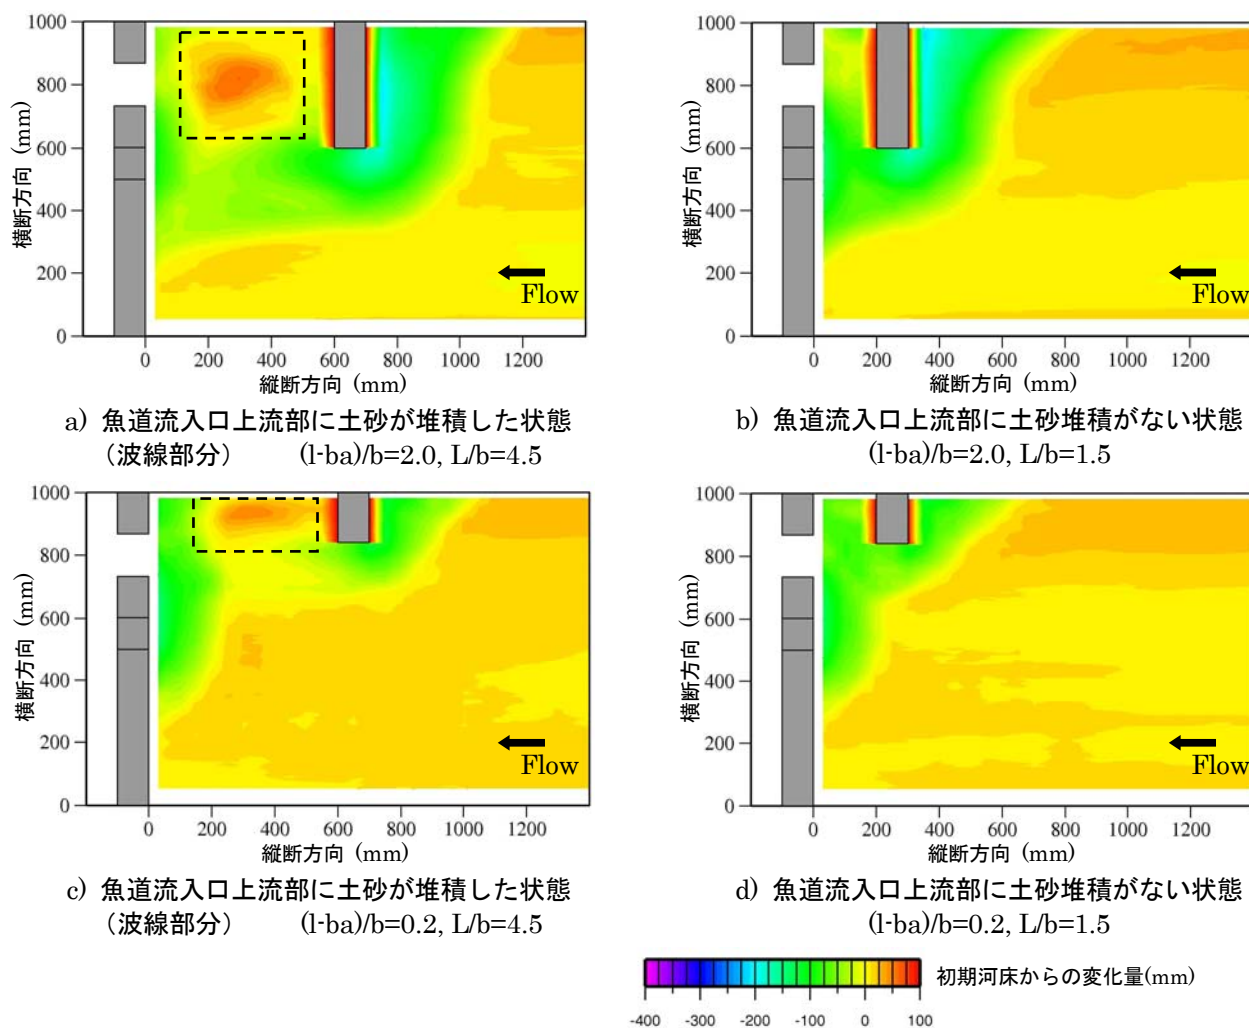 1000
800
600
400
200
0
横断方向 (mm)
0 200 400 600 800 1000 1200
縦断方向 (mm)
Flow
a) 魚道流入口上流部に土砂が堆積した状態
（波線部分） (l-ba)/b=2.0, L/b=4.5
1000
800
600
400
200
0
横断方向 (mm)
0 200 400 600 800 1000 1200
縦断方向 (mm)
Flow
b) 魚道流入口上流部に土砂堆積がない状態
(l-ba)/b=2.0, L/b=1.5
1000
800
600
400
200
0
横断方向 (mm)
0 200 400 600 800 1000 1200
縦断方向 (mm)
Flow
c) 魚道流入口上流部に土砂が堆積した状態
（波線部分） (l-ba)/b=0.2, L/b=4.5
1000
800
600
400
200
0
横断方向 (mm)
0 200 400 600 800 1000 1200
縦断方向 (mm)
Flow
d) 魚道流入口上流部に土砂堆積がない状態
(l-ba)/b=0.2, L/b=1.5
初期河床からの変化量(mm)
-400 -300 -200 -100 0 100